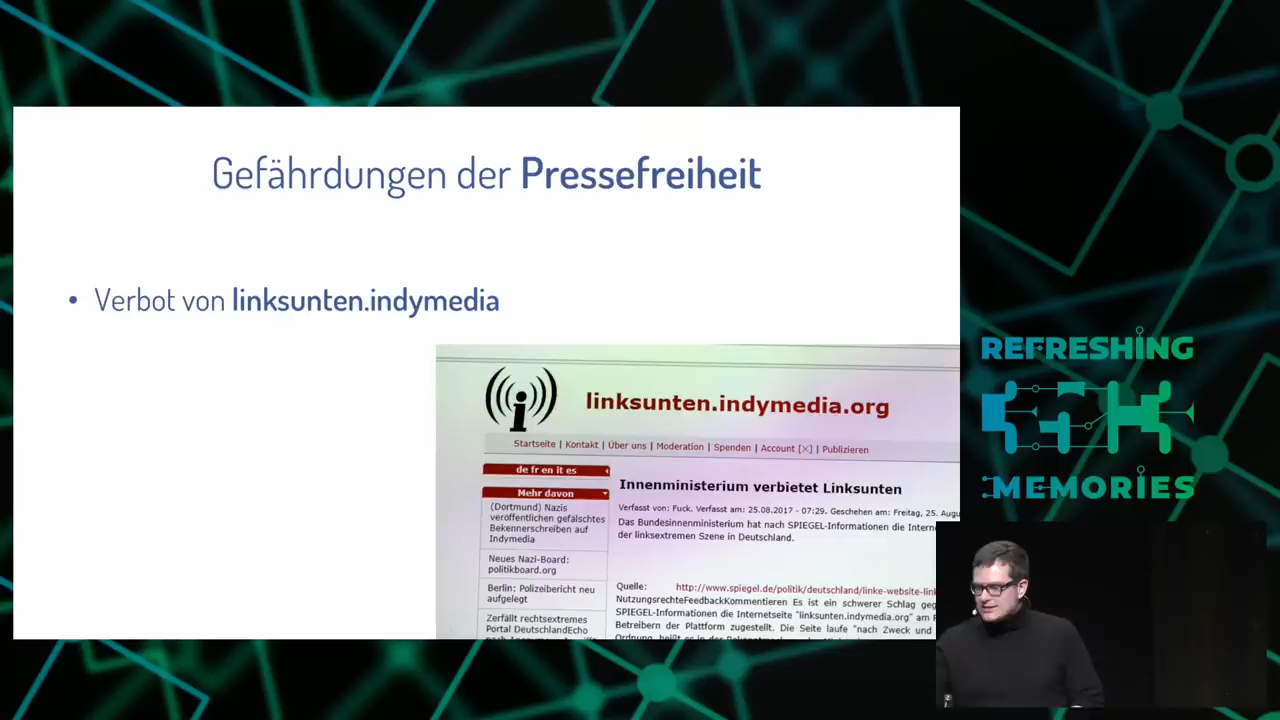 Gefährdungen der Pressefreiheit
• Verbot von linksunten.indymedia
linksunten.indymedia.org
Startseite | Kontakt | Über uns | Moderation | Spenden | Account [X] | Publizieren
de fr en it es
Mehr davon
(Dortmund) Nazis
veröffentlichen gefälschtes
Bekennerschreiben auf
Indymedia
Neues Nazi-Board:
politikboard.org
Berlin: Polizeibericht neu
aufgelegt
Zerfällt rechtsextremes
Portal DeutschlandEcho
Innenministerium verbietet Linksunten
Verfasst von: Fuck. Verfasst am: 25.08.2017 - 07:29. Geschehen am: Freitag, 25. Augu
Das Bundesinnenministerium hat nach SPIEGEL-Informationen die Intern
der linksextremen Szene in Deutschland.
Quelle: http://www.spiegel.de/politik/deutschland/linke-website-link
NutzungsrechteFeedbackKommentieren Es ist ein schwerer Schlag geg
SPIEGEL-Informationen die Internetseite "linksunten.indymedia.org" am F
Betreibern der Plattform zugestellt. Die Seite laufe "nach Zweck und
REFRESHING
MEMORIES